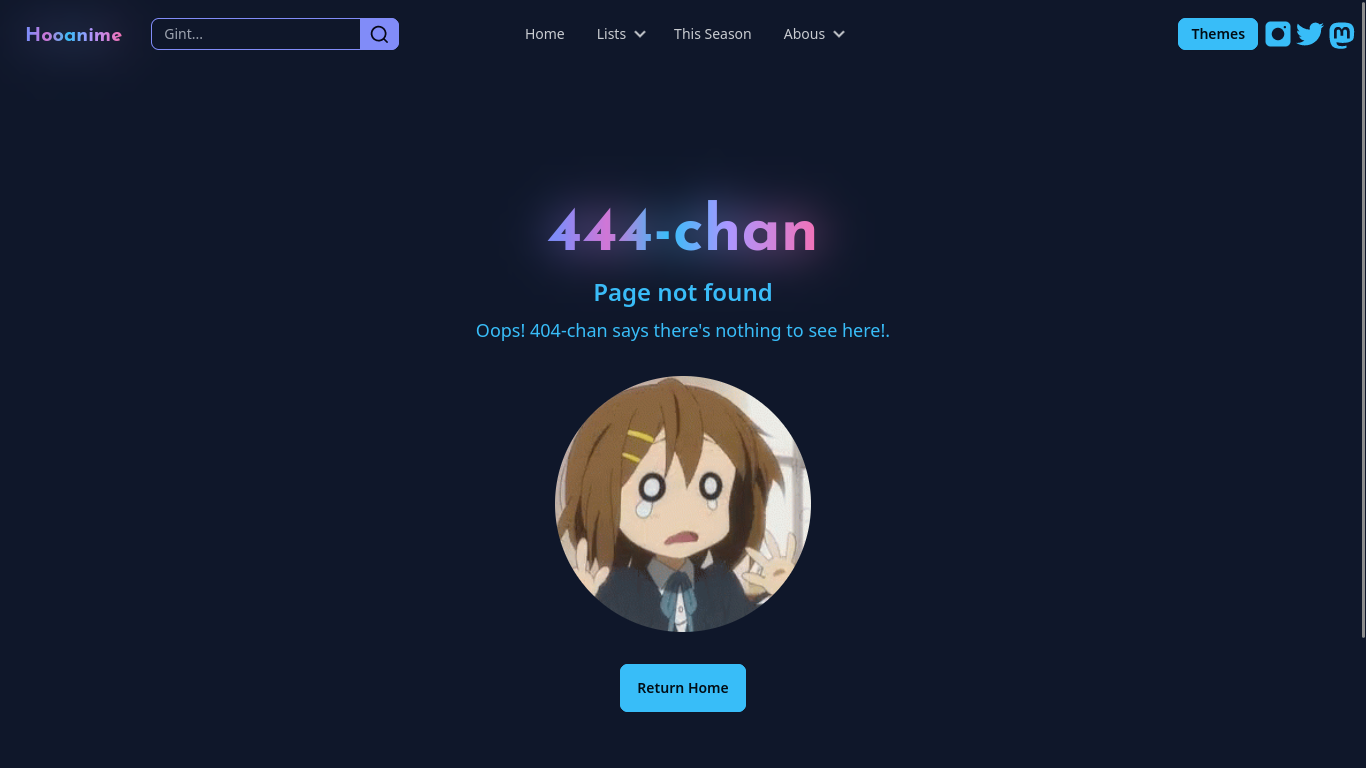 Hooanime
Gint...
Home
Lists
This Season
Abous
Themes
444-chan
Page not found
Oops! 404-chan says there's nothing to see here!.
Return Home